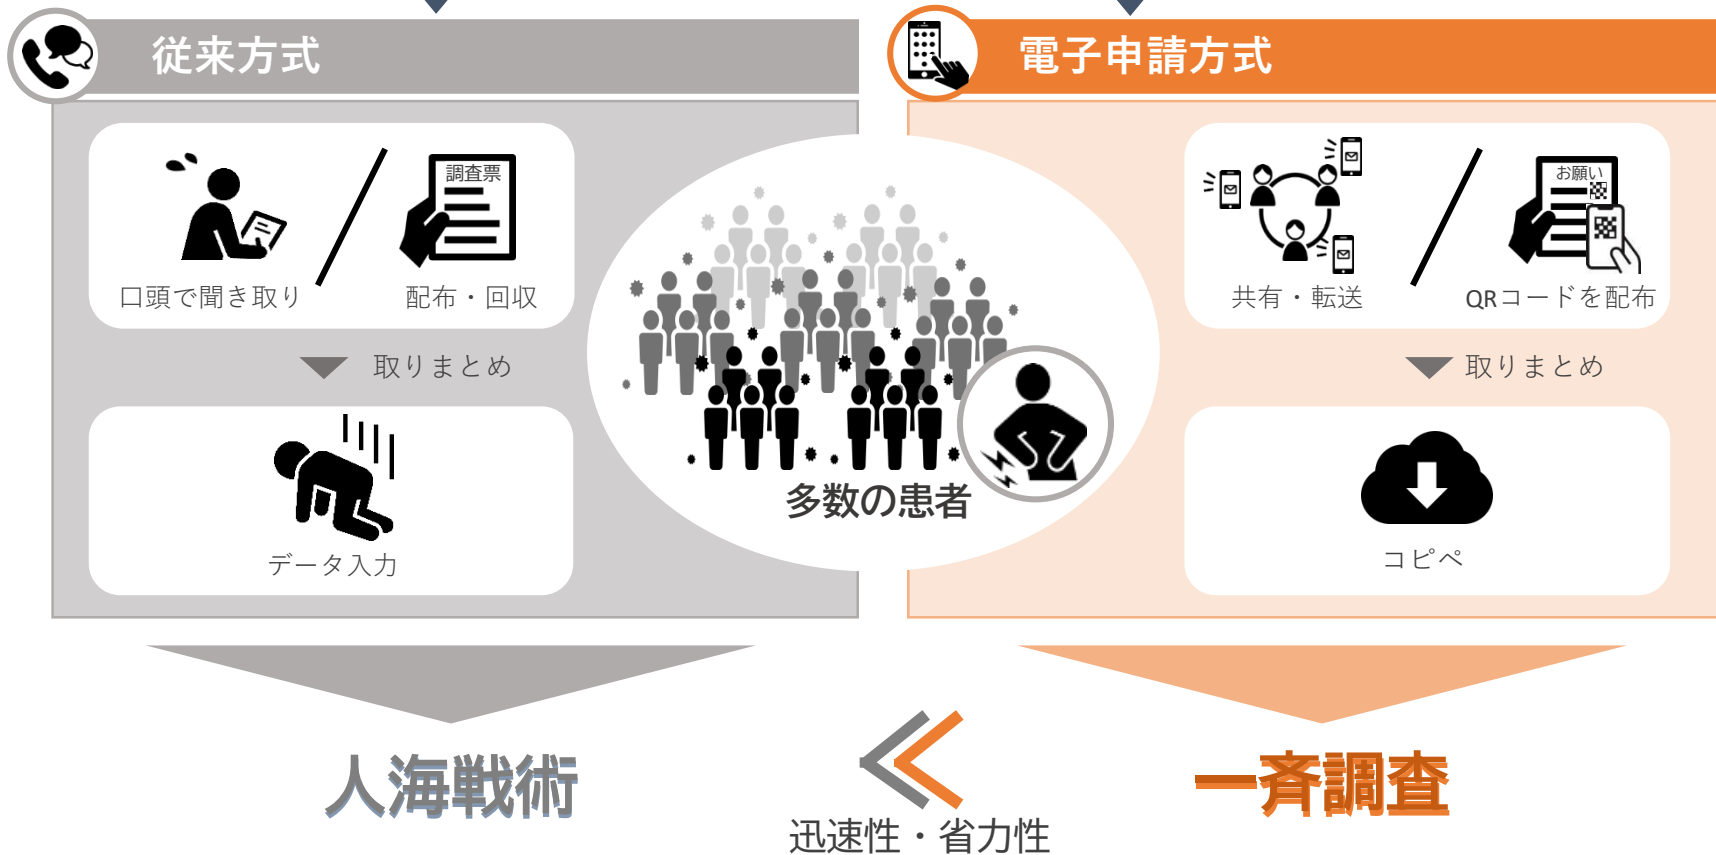 従来方式
調査票
口頭で聞き取り
配布・回収
取りまとめ
データ入力
多数の患者
電子申請方式
お願い
共有・転送
QRコードを配布
取りまとめ
コピペ
人海戦術
迅速性・省力性
一斉調査